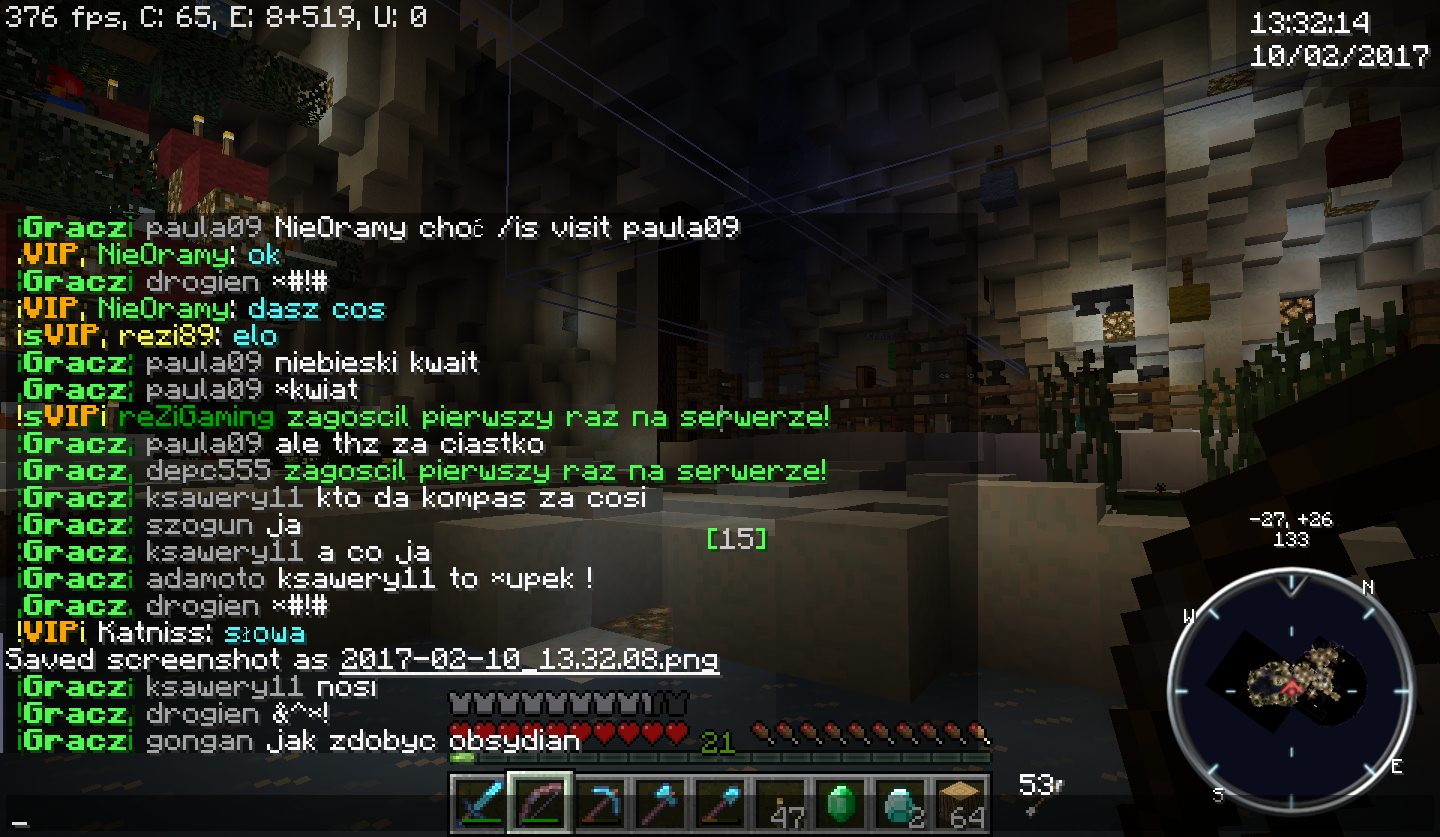 376 fps, C: 65, E: 8+519, U: 0
13:32:14
10/02/2017
¡Gracz¡ paula09 NieOramy choć /is visit paula09
.VIP, NieOramy: ok
¦Gracz¡ drogien *#!#
¡VIP, NieOramy: dasz cos
isVIP, rezi89: elo
¡Gracz¦ paula09 niebieski kwait
,Gracz¦ paula09 *kwiat
!sVIPi reZiGaming zagoscil pierwszy raz na serwerze!
¡Gracz¦ paula09 ale thz za ciastko
¡Gracz, depc555 zagoscil pierwszy raz na serwerze!
¡Gracz¦ ksawery11 kto da kompas za cosi
¦Gracz, szogun ja
¡Gracz¦ ksawery11 a co ja
¡Gracz¡ adamoto ksawery11 to *upek !
,Gracz, drogien *#!#
!VIPi Katniss: słowa
Saved screenshot as 2017-02-10_13.32.08.png
¡Gracz¡ ksawery11 nosi
!Gracz, drogien &^*!
¡Gracz¡ gongan jak zdobyc obsydian
[15]
-27, +26
133
N
W
E
S
21
53
47
2
64
_